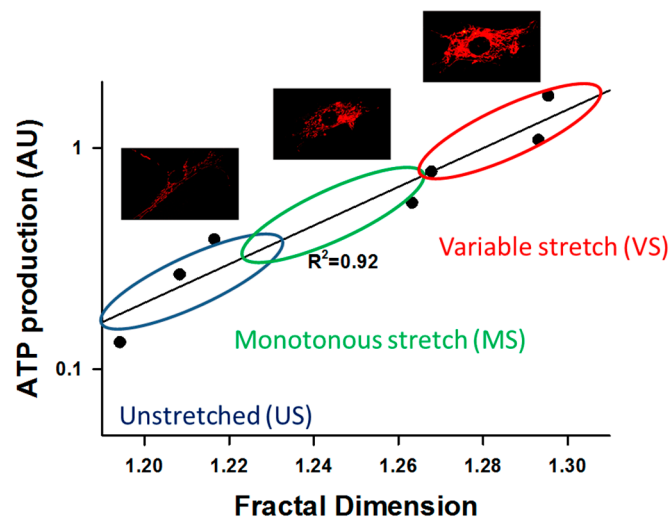 ATP production (AU)
1
0.1
Variable stretch (VS)
R²=0.92
Monotonous stretch (MS)
Unstretched (US)
1.20 1.22 1.24 1.26 1.28 1.30
Fractal Dimension